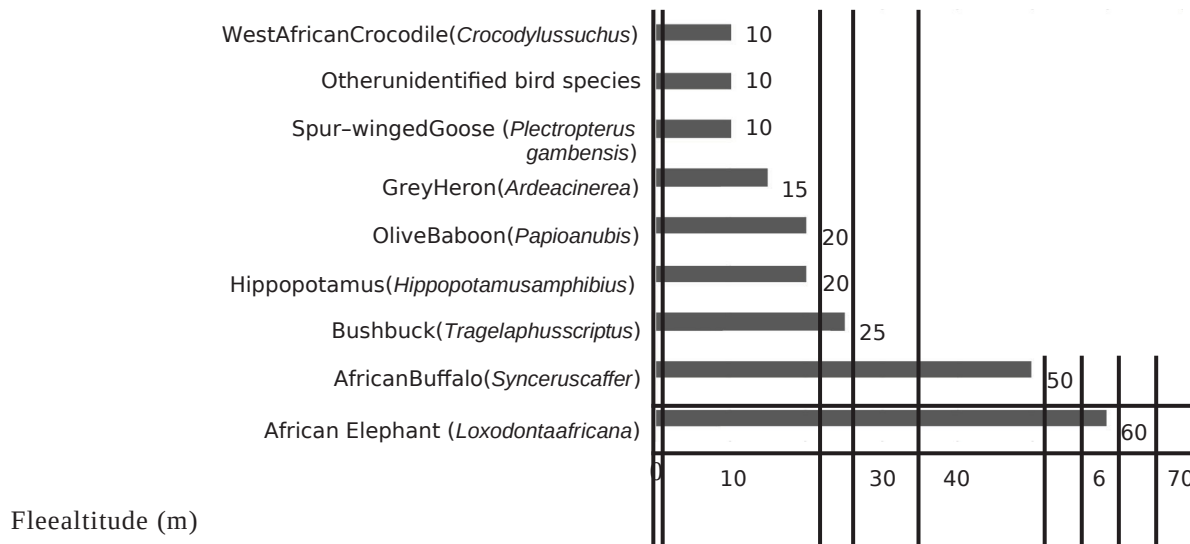 WestAfricanCrocodile(Crocodylussuchus) 10
Otherunidentified bird species 10
Spur–wingedGoose (Plectropterus 10
gambensis)
GreyHeron(Ardeacinerea) 15
OliveBaboon(Papioanubis) 20
Hippopotamus(Hippopotamusamphibius) 20
Bushbuck(Tragelaphusscriptus) 25
AfricanBuffalo(Synceruscaffer) 50
African Elephant (Loxodontaafricana) 60
0 10 30 40 6 70
Fleealtitude (m)